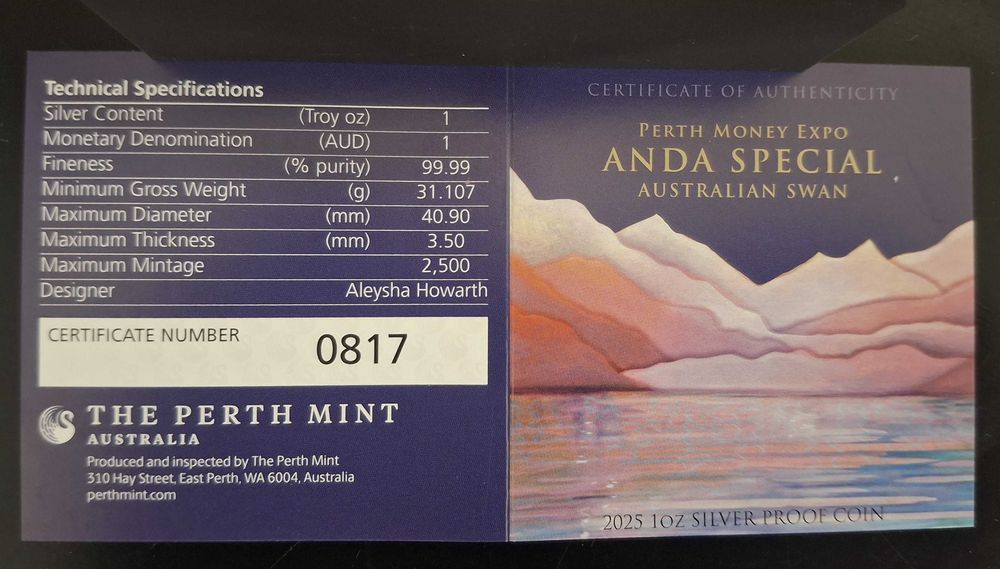 Technical Specifications
Silver Content (Troy oz) 1
Monetary Denomination (AUD) 1
Fineness (% purity) 99.99
Minimum Gross Weight (g) 31.107
Maximum Diameter (mm) 40.90
Maximum Thickness (mm) 3.50
Maximum Mintage 2,500
Designer Aleysha Howarth
CERTIFICATE NUMBER 0817
THE PERTH MINT
AUSTRALIA
Produced and inspected by The Perth Mint
310 Hay Street, East Perth, WA 6004, Australia
perthmint.com
CERTIFICATE OF AUTHENTICITY
PERTH MONEY EXPO
ANDA SPECIAL
AUSTRALIAN SWAN
2025 1OZ SILVER PROOF COIN